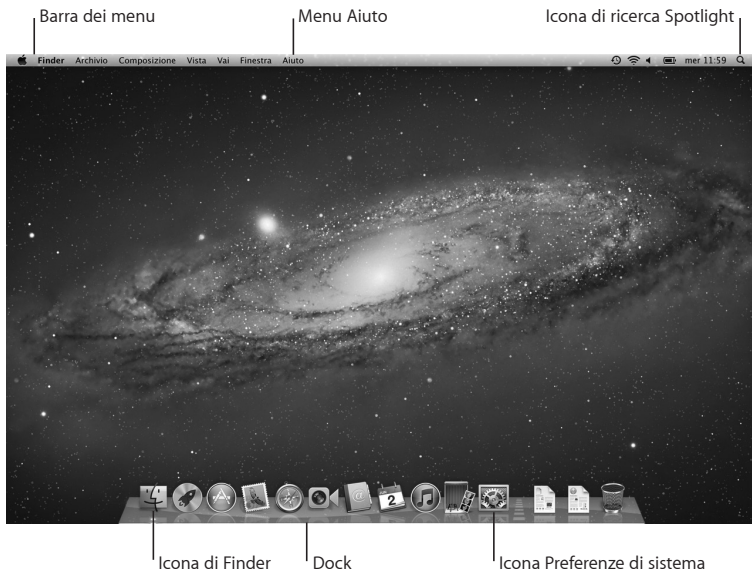 Barra dei menu Menu Aiuto Icona di ricerca Spotlight
Finder Archivio Composizione Vista Vai Finestra Aiuto mer 11:59
2
Icona di Finder Dock Icona Preferenze di sistema